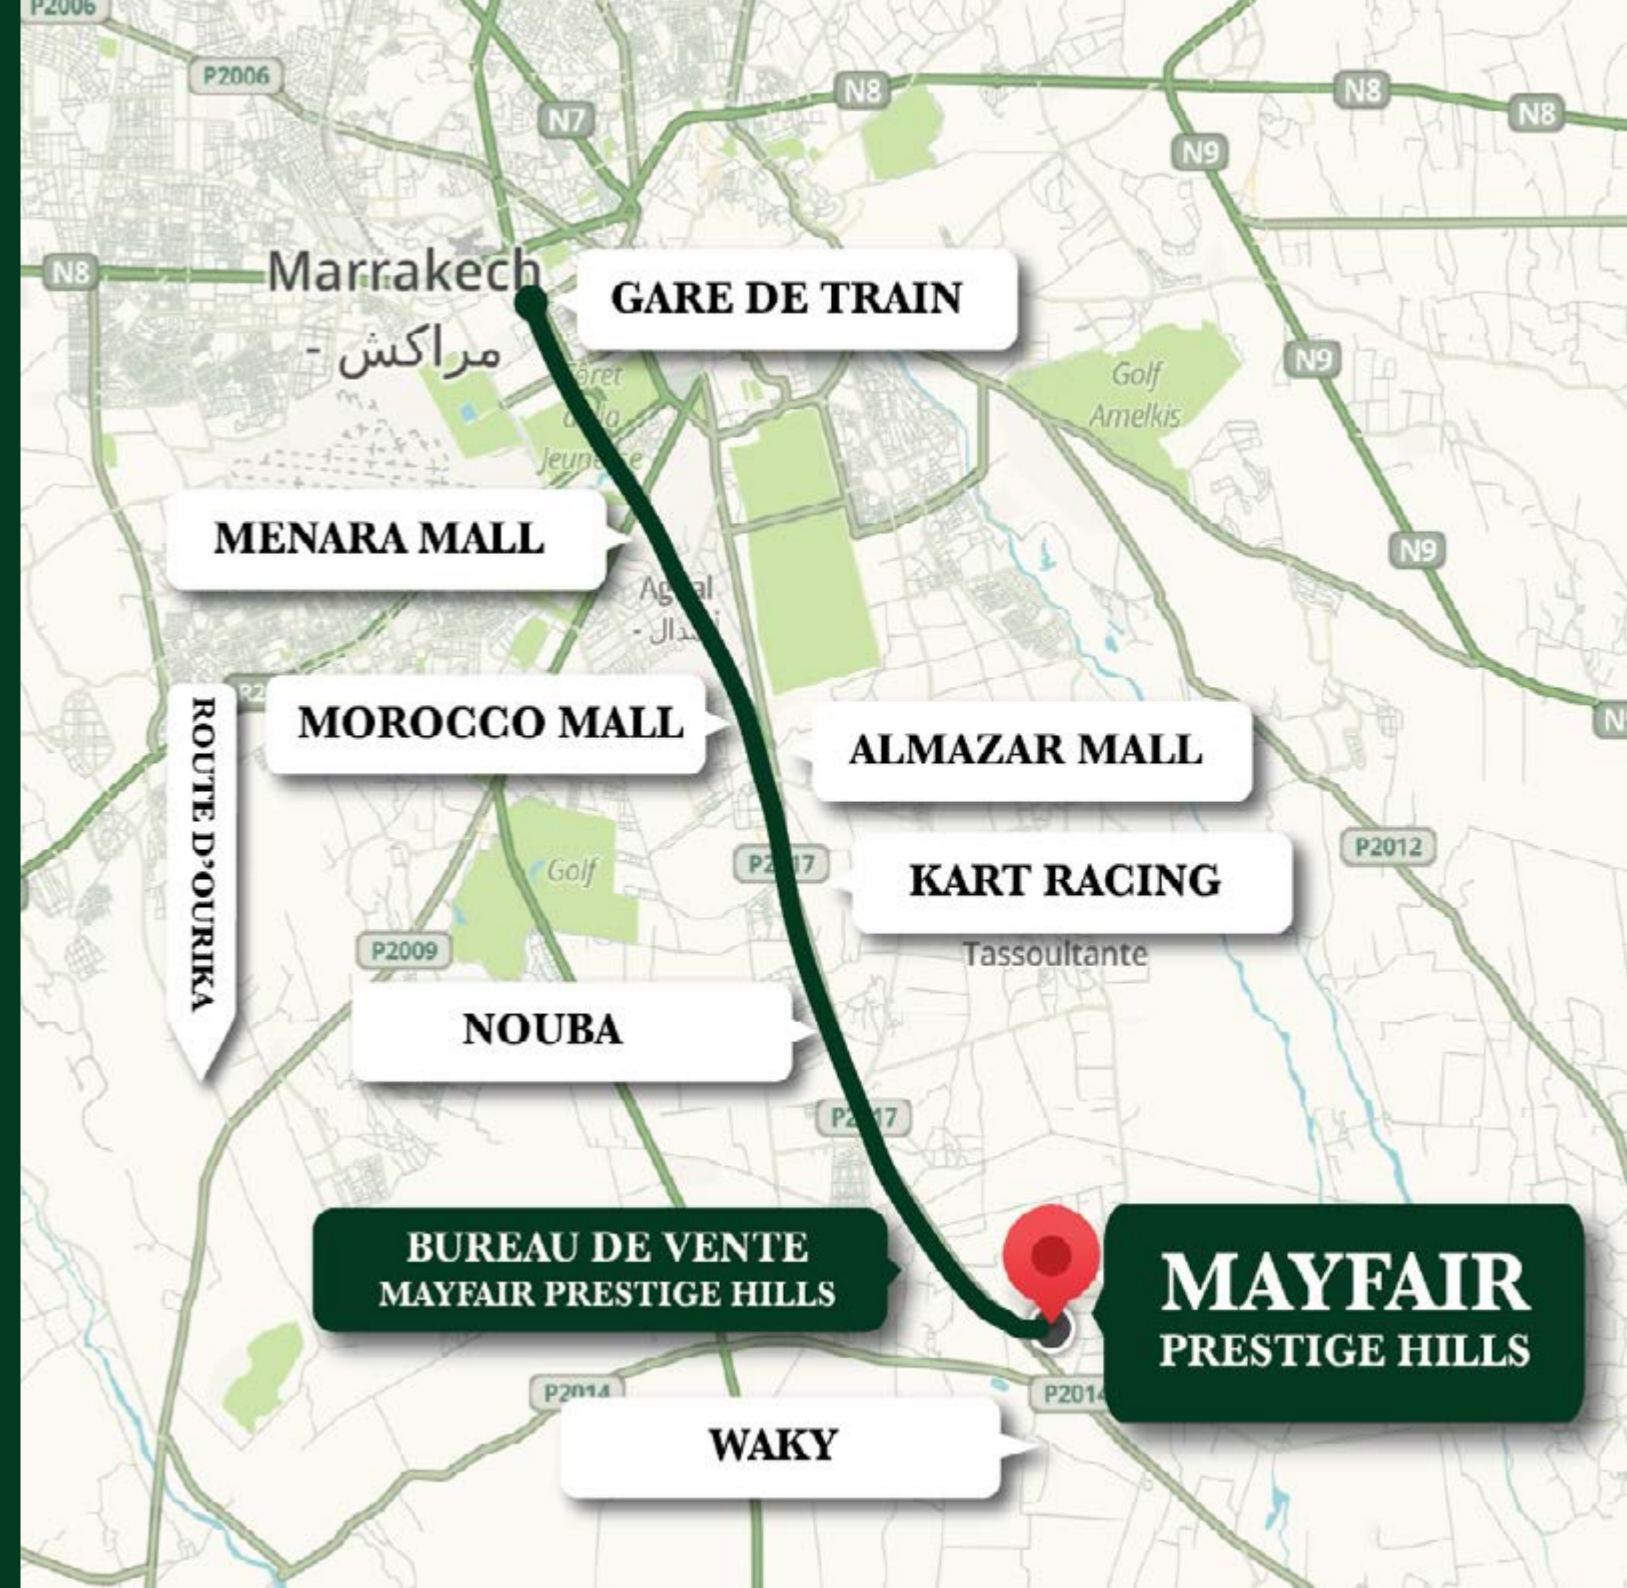 P2006
P2006
N7
N8
N8
N8
N9
N8
Marrakech
مراكش -
GARE DE TRAIN
N9
Golf
Amelkis
MENARA MALL
N9
ROUTE D'OURIKA
MOROCCO MALL
ALMAZAR MALL
P2012
Golf
KART RACING
P2009
Tassoultante
NOUBA
BUREAU DE VENTE
MAYFAIR PRESTIGE HILLS
MAYFAIR
PRESTIGE HILLS
P2014
P2014
WAKY